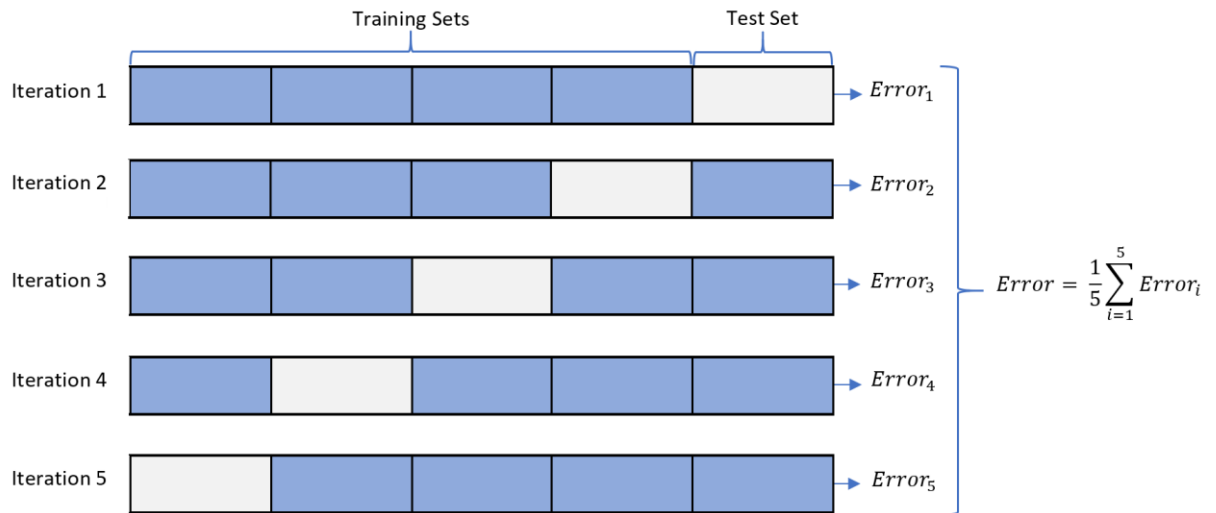 Training Sets
Test Set
Iteration 1
Error₁
Iteration 2
Error₂
Iteration 3
Error₃
Iteration 4
Error₄
Iteration 5
Error₅
Error = 1/5 ∑_{i=1}^{5} Errorᵢ